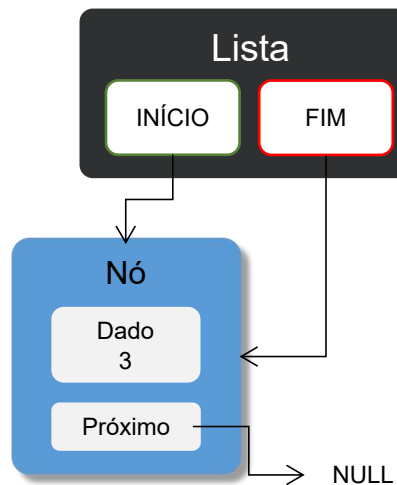 Lista
INÍCIO
FIM
Nó
Dado
3
Próximo
NULL